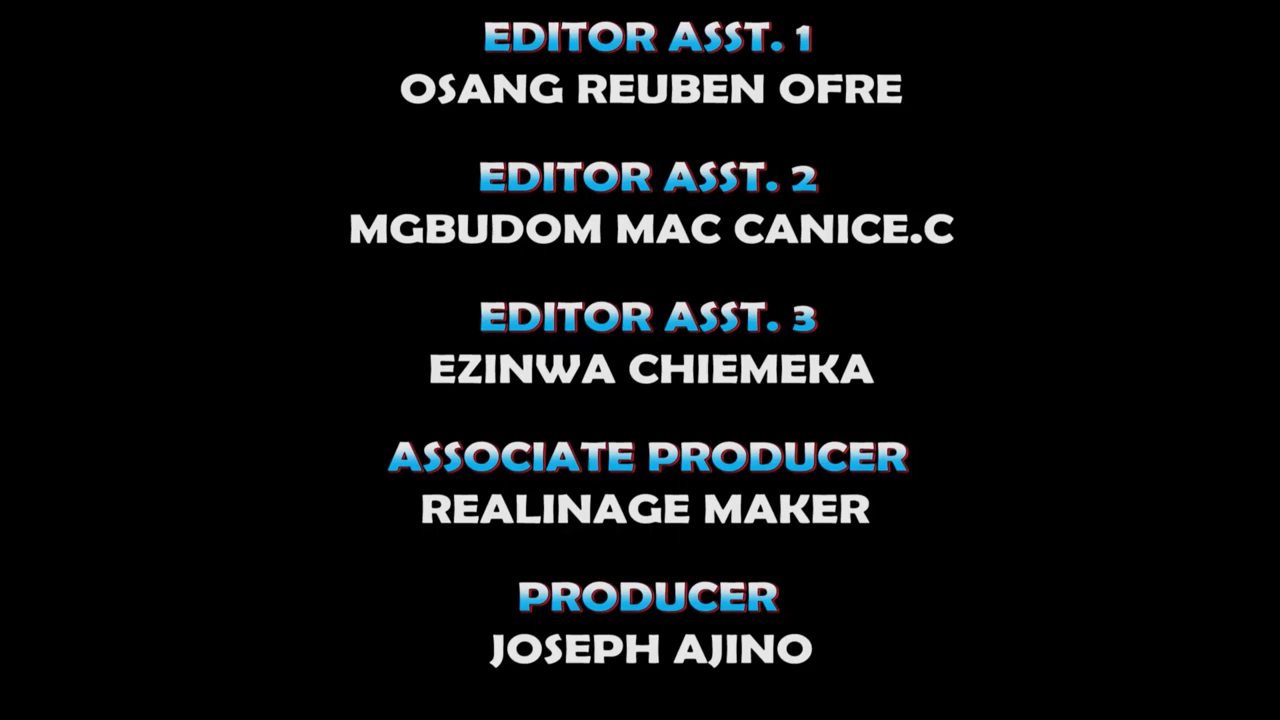 EDITOR ASST. 1
OSANG REUBEN OFRE
EDITOR ASST. 2
MGBUDOM MAC CANICE.C
EDITOR ASST. 3
EZINWA CHIEMEKA
ASSOCIATE PRODUCER
REALINAGE MAKER
PRODUCER
JOSEPH AJINO